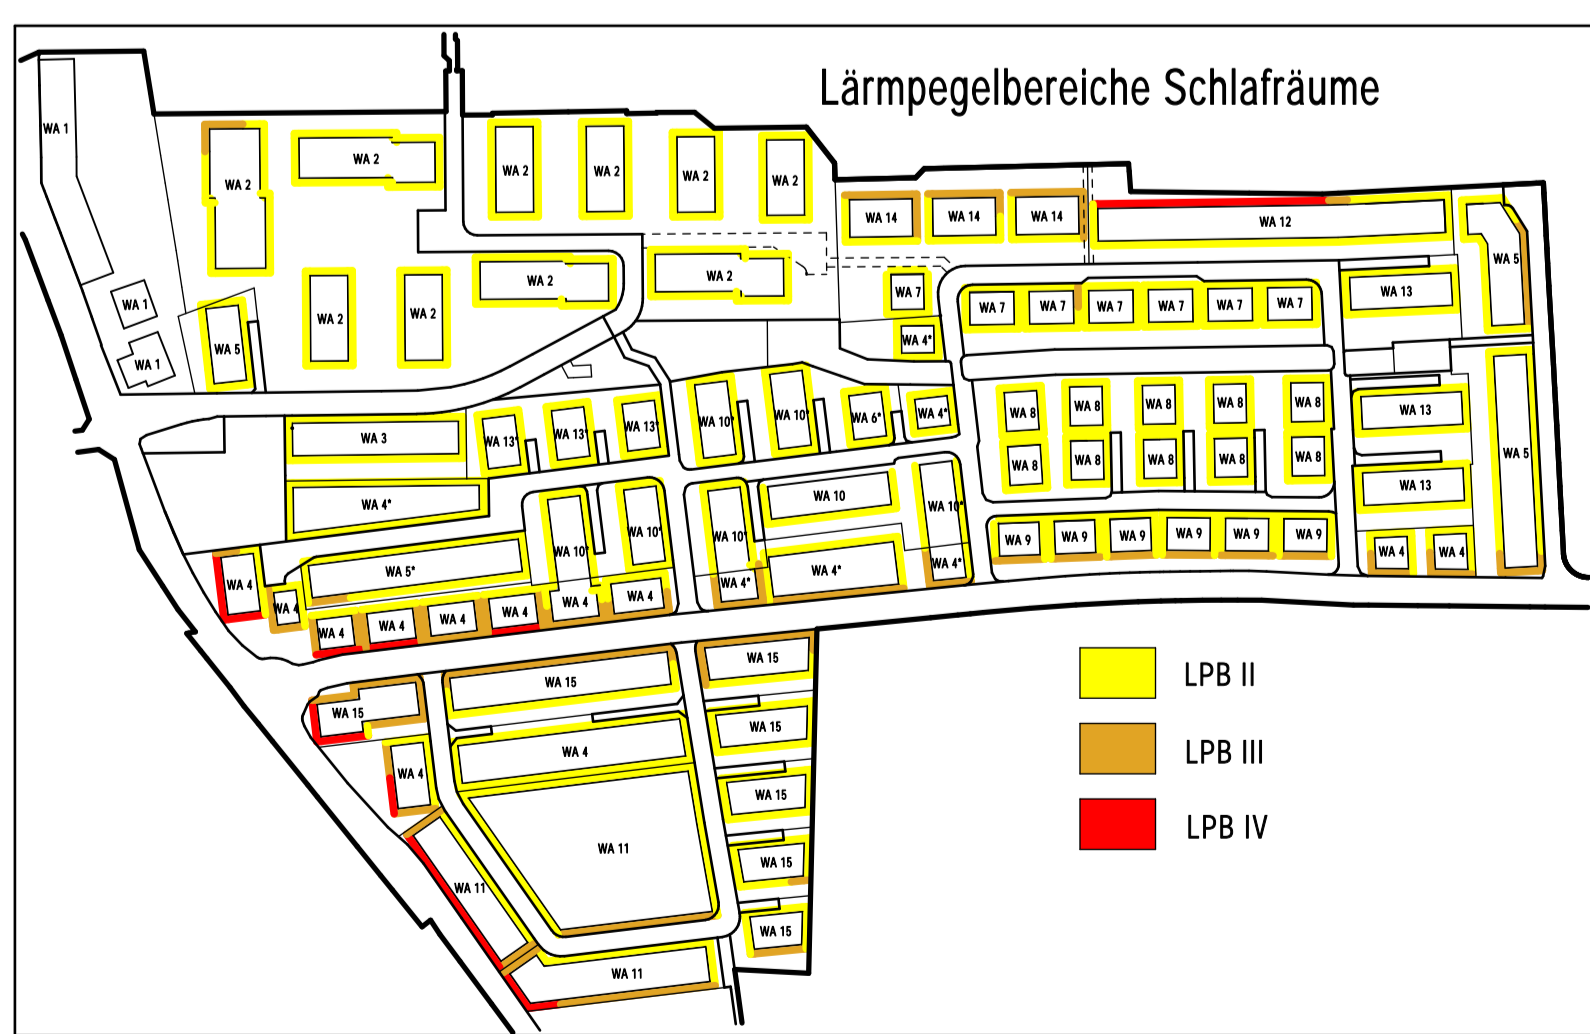 Lärmpegelbereiche Schlafräume
WA 1
WA 2
WA 2
WA 2
WA 2
WA 2
WA 2
WA 14
WA 14
WA 14
WA 12
WA 5
WA 1
WA 1
WA 5
WA 2
WA 2
WA 2
WA 2
WA 7
WA 4*
WA 7
WA 7
WA 7
WA 7
WA 7
WA 7
WA 13
WA 3
WA 13*
WA 13*
WA 13*
WA 10*
WA 10*
WA 6*
WA 4*
WA 8
WA 8
WA 8
WA 8
WA 8
WA 13
WA 5
WA 8
WA 8
WA 8
WA 8
WA 8
WA 13
WA 4*
WA 10*
WA 10*
WA 10*
WA 10
WA 10*
WA 9
WA 9
WA 9
WA 9
WA 9
WA 9
WA 4
WA 4
WA 4
WA 4
WA 5*
WA 4
WA 4
WA 4
WA 4
WA 4
WA 4
WA 4*
WA 4*
WA 4*
WA 15
WA 15
WA 15
WA 4
WA 4
WA 15
WA 15
WA 15
WA 15
WA 11
WA 11
WA 11
LPB II
LPB III
LPB IV